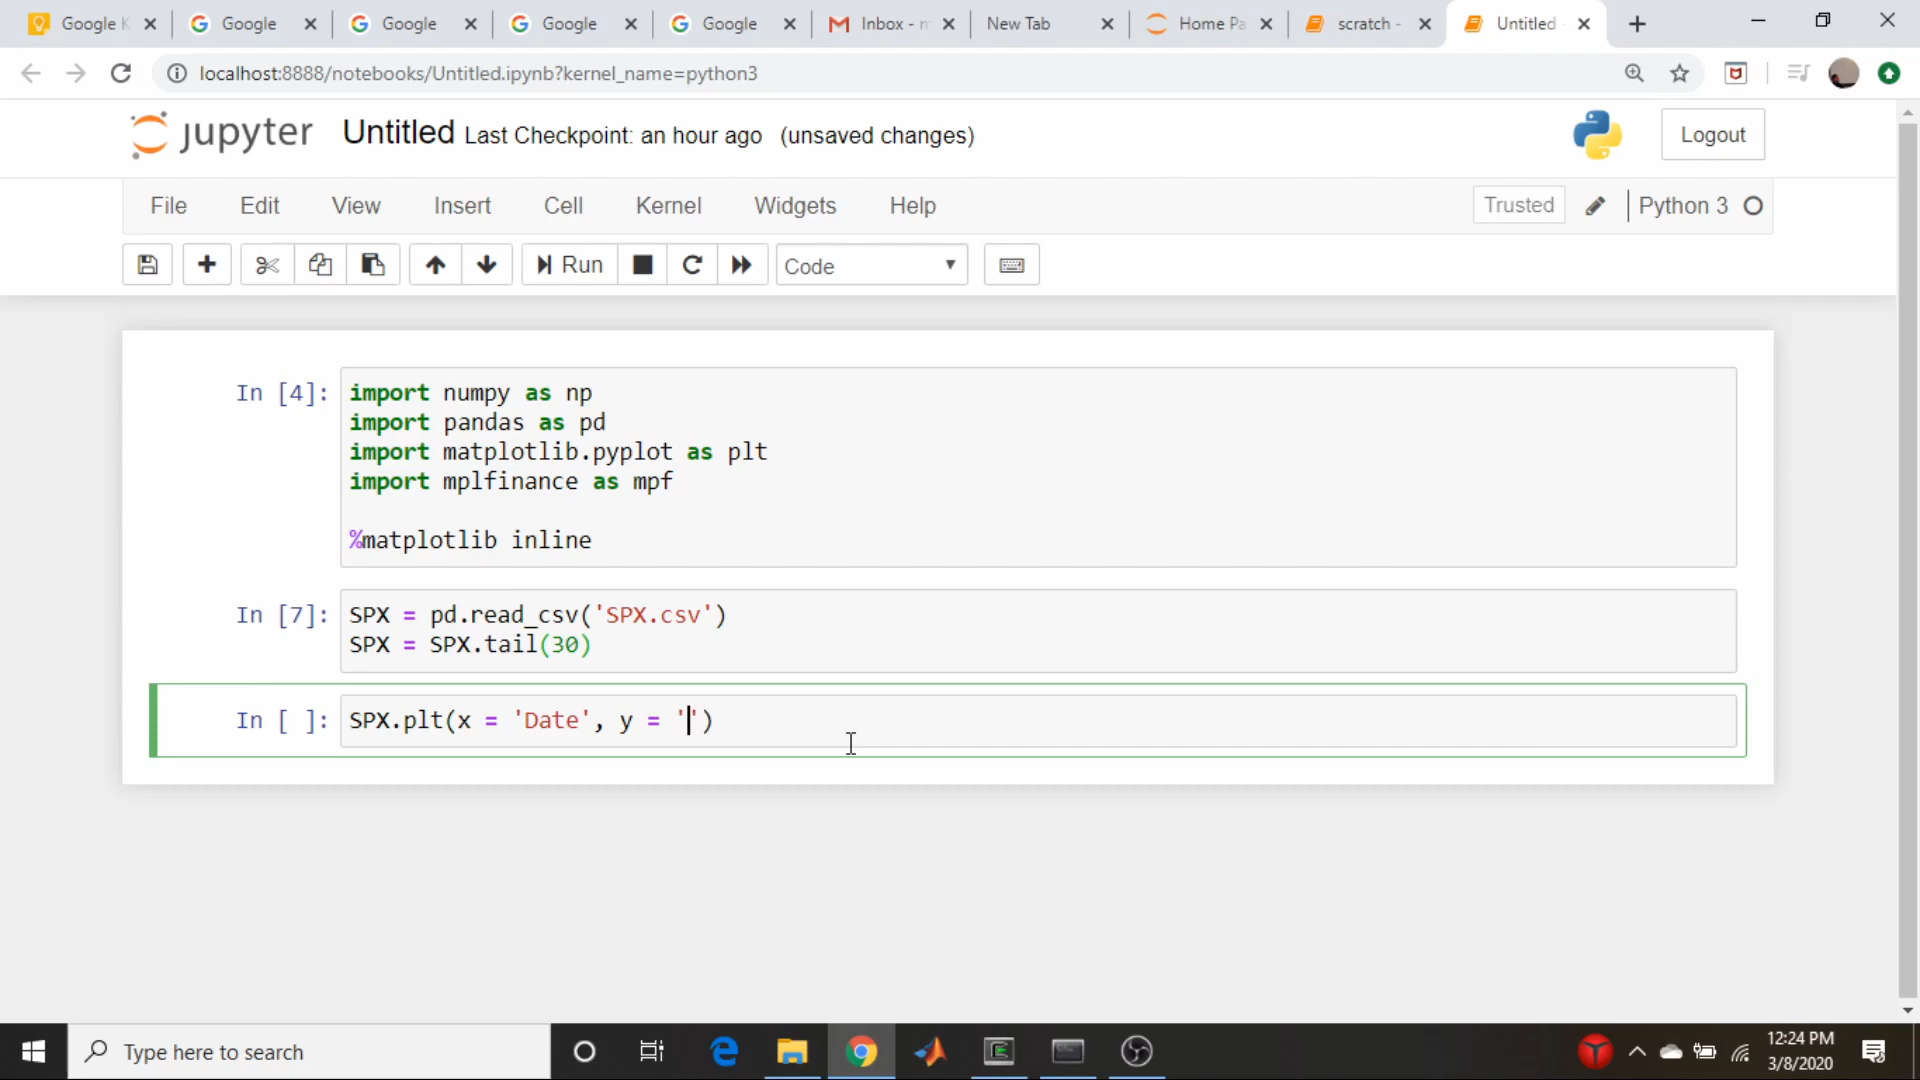 Google K
Google
Google
Google
Google
Inbox - m
New Tab
Home Pa
scratch -
Untitled
localhost:8888/notebooks/Untitled.ipynb?kernel_name=python3
jupyter Untitled Last Checkpoint: an hour ago (unsaved changes)
Logout
File Edit View Insert Cell Kernel Widgets Help
Trusted
Python 3
Run
Code
In [4]: import numpy as np
import pandas as pd
import matplotlib.pyplot as plt
import mplfinance as mpf
%matplotlib inline
In [7]: SPX = pd.read_csv('SPX.csv')
SPX = SPX.tail(30)
In [ ]: SPX.plt(x = 'Date', y = '')
Type here to search
12:24 PM
3/8/2020